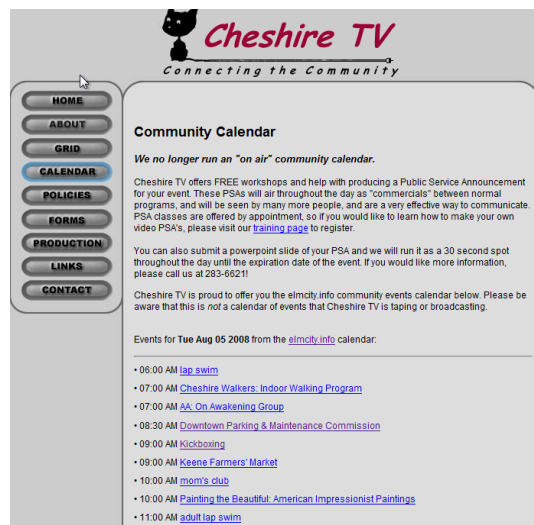 Cheshire TV
Connecting the Community
HOME
ABOUT
GRID
CALENDAR
POLICIES
FORMS
PRODUCTION
LINKS
CONTACT
Community Calendar
We no longer run an "on air" community calendar.
Cheshire TV offers FREE workshops and help with producing a Public Service Announcement
for your event. These PSAs will air throughout the day as "commercials" between normal
programs, and will be seen by many more people, and are a very effective way to communicate.
PSA classes are offered by appointment, so if you would like to learn how to make your own
video PSA's, please visit our training page to register.
You can also submit a powerpoint slide of your PSA and we will run it as a 30 second spot
throughout the day until the expiration date of the event. If you would like more information,
please call us at 283-6621!
Cheshire TV is proud to offer you the elmcity.info community events calendar below. Please be
aware that this is not a calendar of events that Cheshire TV is taping or broadcasting.
Events for Tue Aug 05 2008 from the elmcity.info calendar:
• 06:00 AM lap swim
• 07:00 AM Cheshire Walkers: Indoor Walking Program
• 07:00 AM AA: On Awakening Group
• 08:30 AM Downtown Parking & Maintenance Commission
• 09:00 AM Kickboxing
• 09:00 AM Keene Farmers' Market
• 10:00 AM mom's club
• 10:00 AM Painting the Beautiful: American Impressionist Paintings
• 11:00 AM adult lap swim